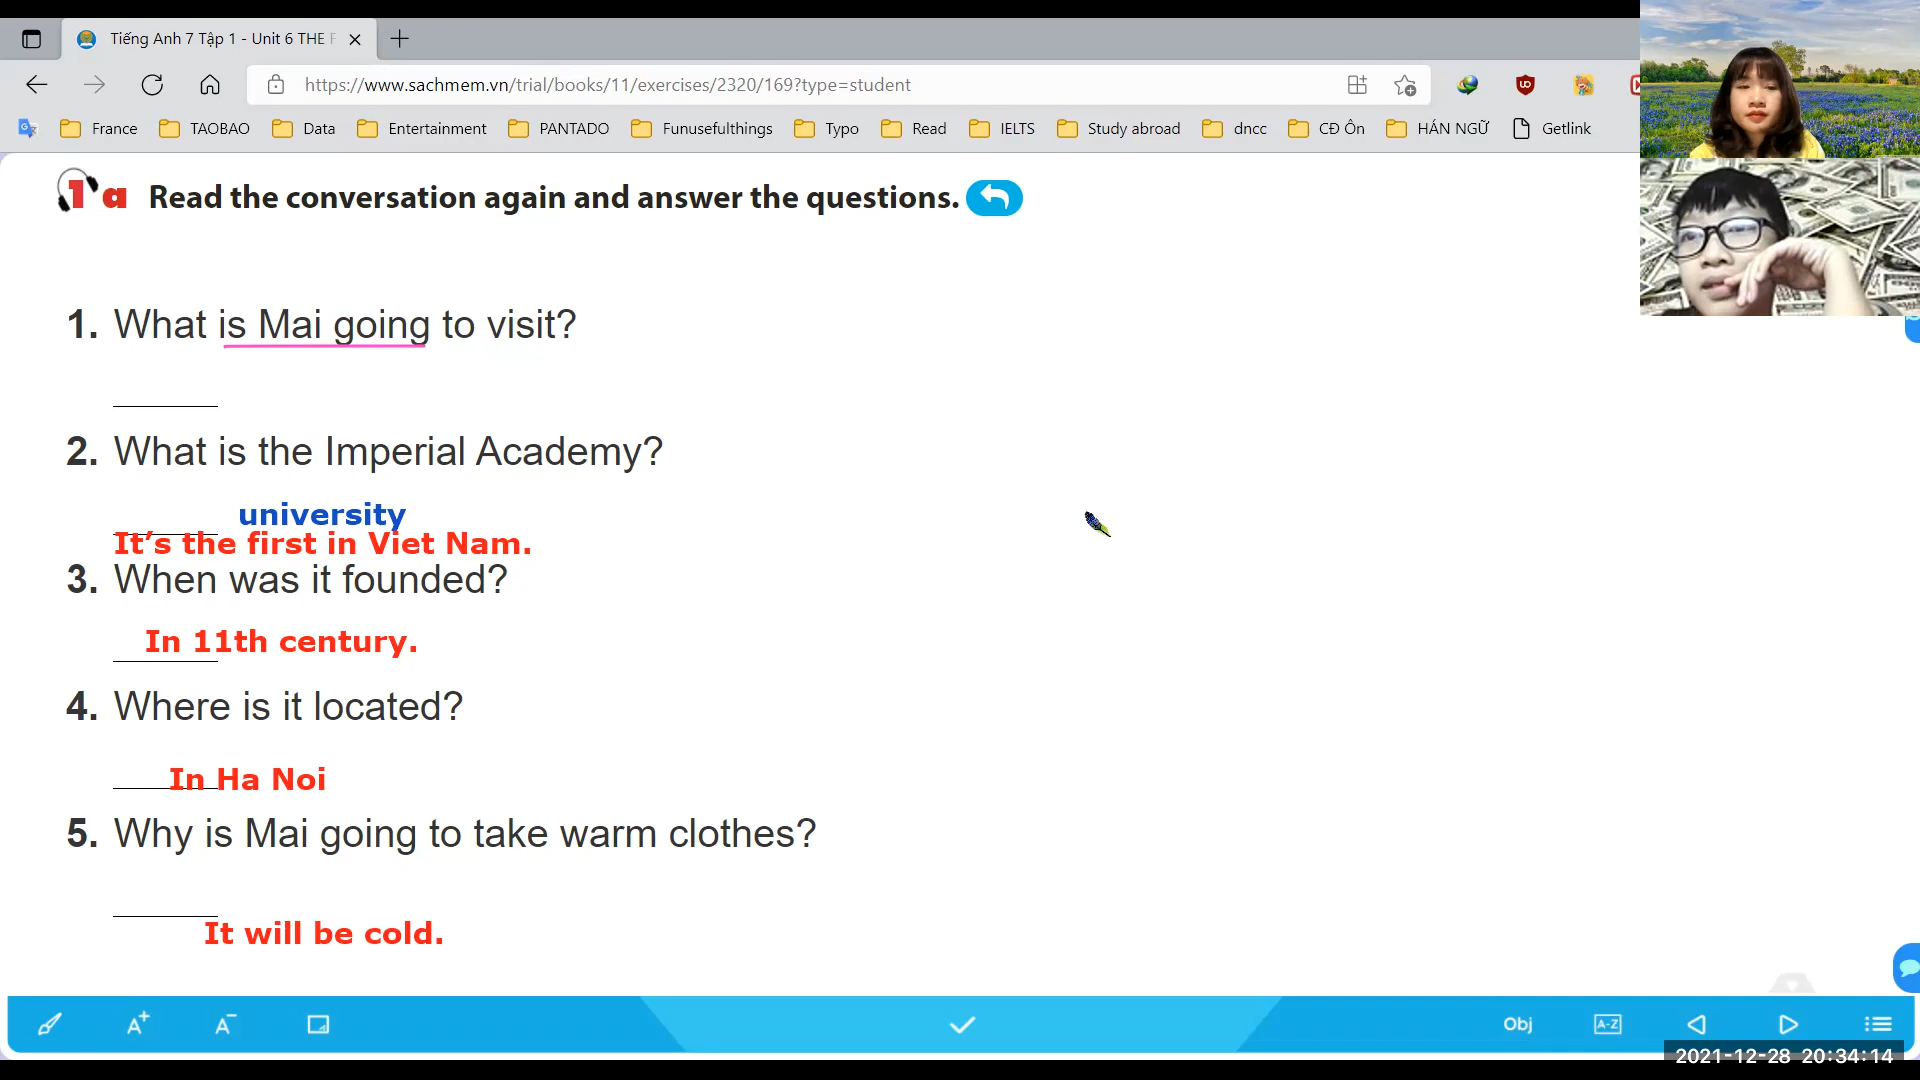 Tiếng Anh 7 Tập 1 - Unit 6 THE F
https://www.sachmem.vn/trial/books/11/exercises/2320/169?type=student
France TAOBAO Data Entertainment PANTADO Funusefulthings Typo Read IELTS Study abroad dncc CĐ Ôn HÁN NGỮ Getlink
1a Read the conversation again and answer the questions.
1. What is Mai going to visit?
2. What is the Imperial Academy?
university
It's the first in Viet Nam.
3. When was it founded?
In 11th century.
4. Where is it located?
In Ha Noi
5. Why is Mai going to take warm clothes?
It will be cold.
A+ A- Obj A-Z
2021-12-28 20:34:14